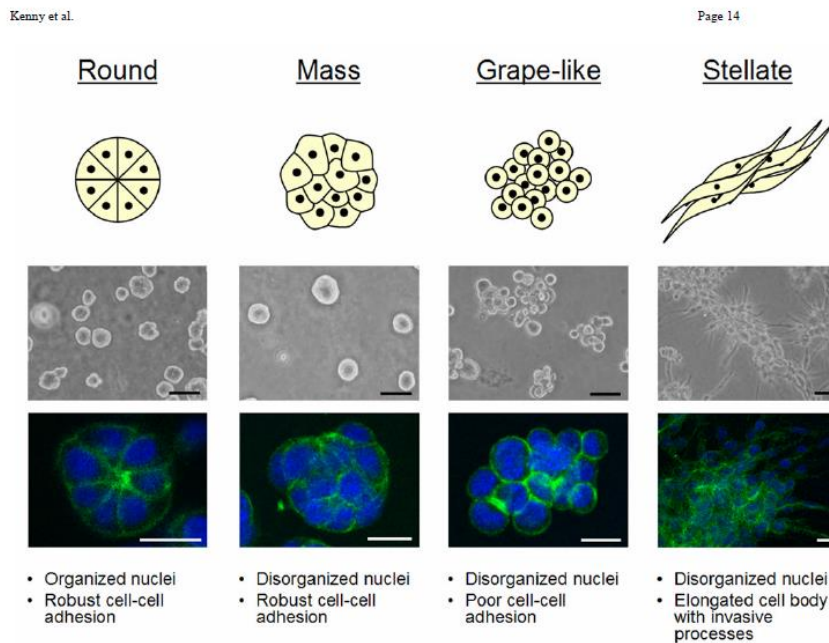 Kenny et al.
Page 14
Round
Mass
Grape-like
Stellate
• Organized nuclei
• Robust cell-cell
adhesion
• Disorganized nuclei
• Robust cell-cell
adhesion
• Disorganized nuclei
• Poor cell-cell
adhesion
• Disorganized nuclei
• Elongated cell body
with invasive
processes